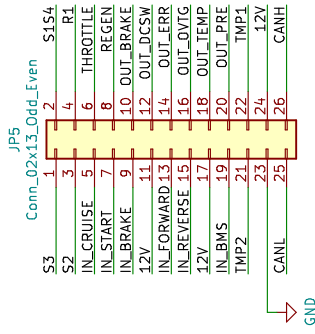 S1S4
R1
THROTTLE
REGEN
OUT_BRAKE
OUT_DCSW
OUT_ERR
OUT_OVTG
OUT_TEMP
OUT_PRE
TMP1
12V
CANH
2
4
6
8
10
12
14
16
18
20
22
24
26
JP5
Conn_02x13_Odd_Even
1
3
5
7
9
11
13
15
17
19
21
23
25
S3
S2
IN_CRUISE
IN_START
IN_BRAKE
12V
IN_FORWARD
IN_REVERSE
12V
IN_BMS
TMP2
CANL
GND